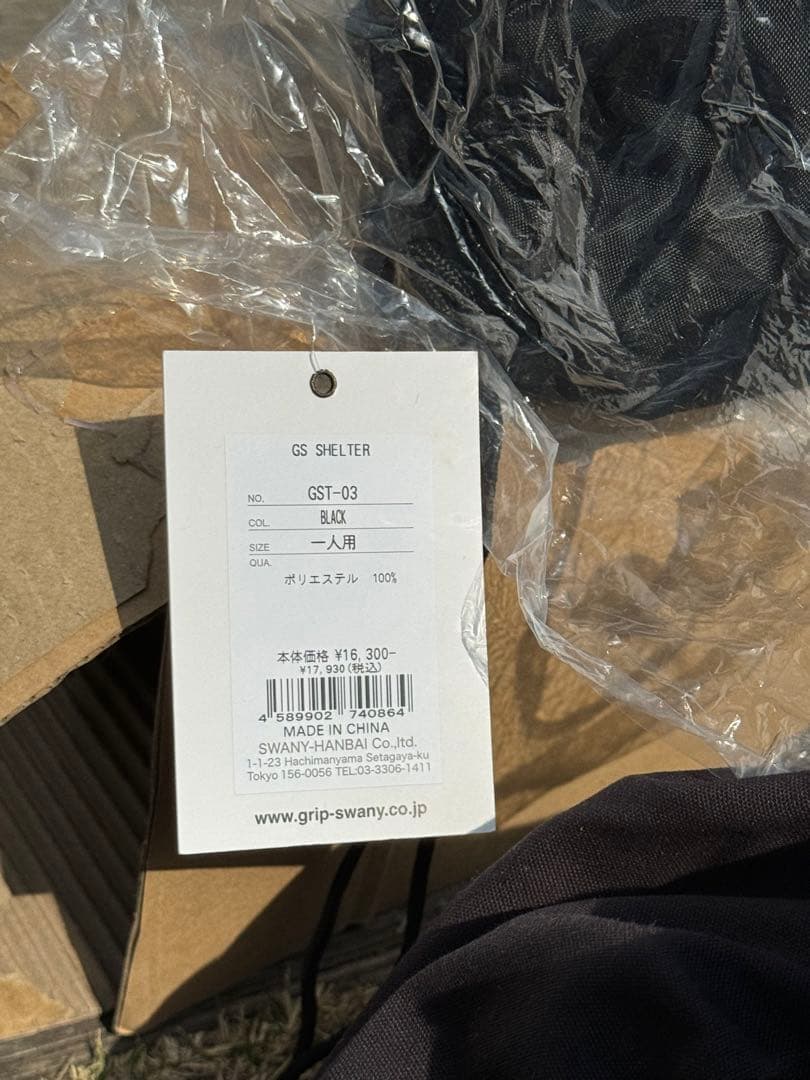 GS SHELTER
NO. GST-03
COL. BLACK
SIZE 一人用
QUA.
ポリエステル 100%
本体価格 ¥16,300-
¥17,930(税込)
4 589902 740864
MADE IN CHINA
SWANY-HANBAI Co.,ltd.
1-1-23 Hachimanyama Setagaya-ku
Tokyo 156-0056 TEL:03-3306-1411
www.grip-swany.co.jp